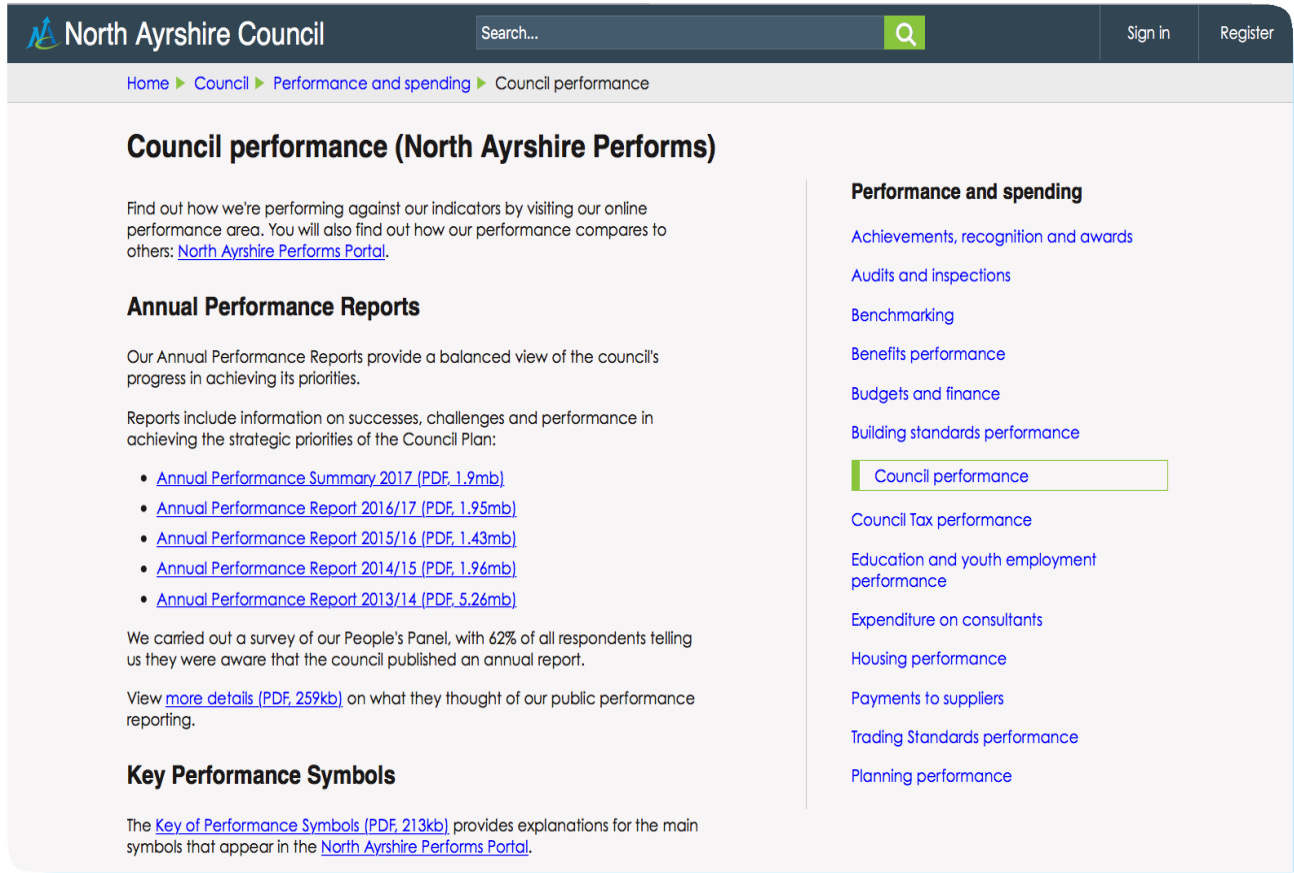 North Ayrshire Council
Search...
Sign in
Register
Home
Council
Performance and spending
Council performance
Council performance (North Ayrshire Performs)
Find out how we're performing against our indicators by visiting our online
performance area. You will also find out how our performance compares to
others: North Ayrshire Performs Portal.
Annual Performance Reports
Our Annual Performance Reports provide a balanced view of the council's
progress in achieving its priorities.
Reports include information on successes, challenges and performance in
achieving the strategic priorities of the Council Plan:
• Annual Performance Summary 2017 (PDF, 1.9mb)
• Annual Performance Report 2016/17 (PDF, 1.95mb)
• Annual Performance Report 2015/16 (PDF, 1.43mb)
• Annual Performance Report 2014/15 (PDF, 1.96mb)
• Annual Performance Report 2013/14 (PDF, 5.26mb)
We carried out a survey of our People's Panel, with 62% of all respondents telling
us they were aware that the council published an annual report.
View more details (PDF, 259kb) on what they thought of our public performance
reporting.
Key Performance Symbols
The Key of Performance Symbols (PDF, 213kb) provides explanations for the main
symbols that appear in the North Ayrshire Performs Portal.
Performance and spending
Achievements, recognition and awards
Audits and inspections
Benchmarking
Benefits performance
Budgets and finance
Building standards performance
Council performance
Council Tax performance
Education and youth employment
performance
Expenditure on consultants
Housing performance
Payments to suppliers
Trading Standards performance
Planning performance